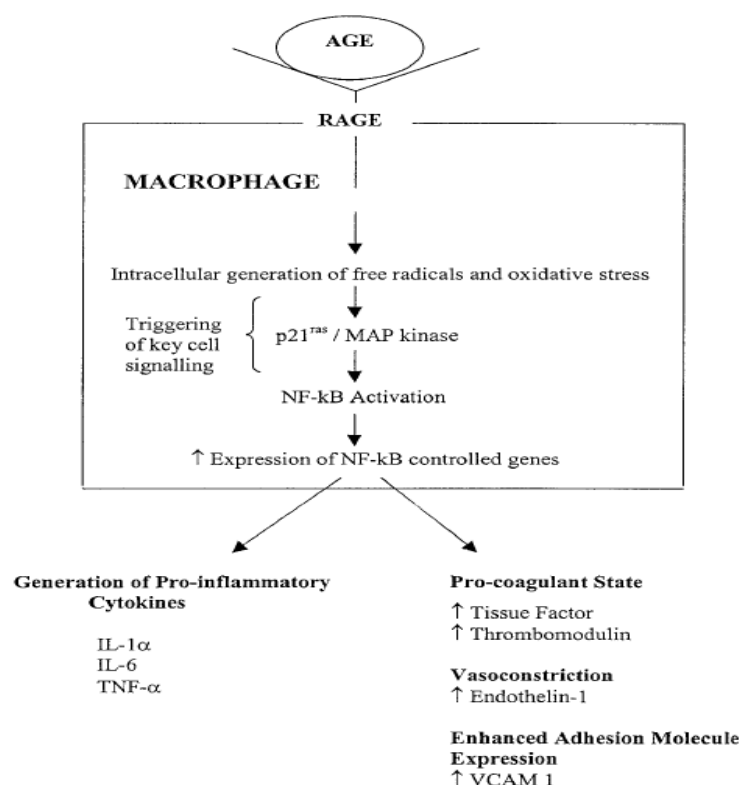 AGE
RAGE
MACROPHAGE
Intracellular generation of free radicals and oxidative stress
Triggering
of key cell
signalling
p21ras / MAP kinase
NF-kB Activation
↑ Expression of NF-kB controlled genes
Generation of Pro-inflammatory
Cytokines
IL-1α
IL-6
TNF-α
Pro-coagulant State
↑ Tissue Factor
↑ Thrombomodulin
Vasoconstriction
↑ Endothelin-1
Enhanced Adhesion Molecule
Expression
↑ VCAM 1